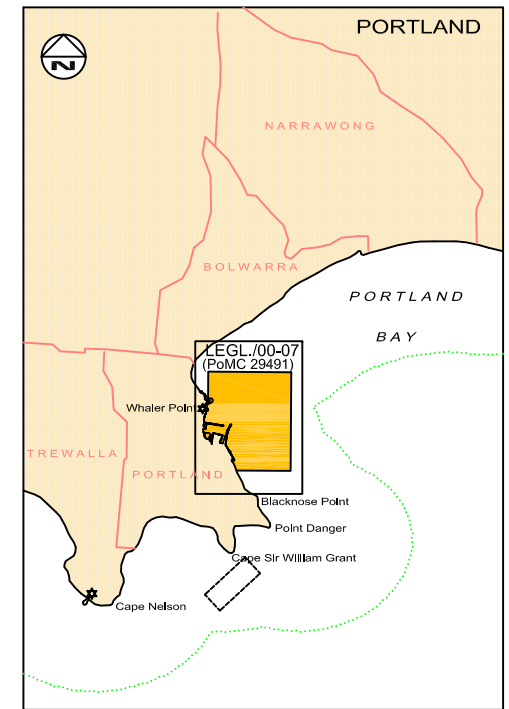 PORTLAND
N
NARRAWONG
BOLWARRA
PORTLAND
BAY
LEGL./00-07
(PoMC 29491)
Whaler Point
TREWALLA
PORTLAND
Blacknose Point
Point Danger
Cape Sir William Grant
Cape Nelson